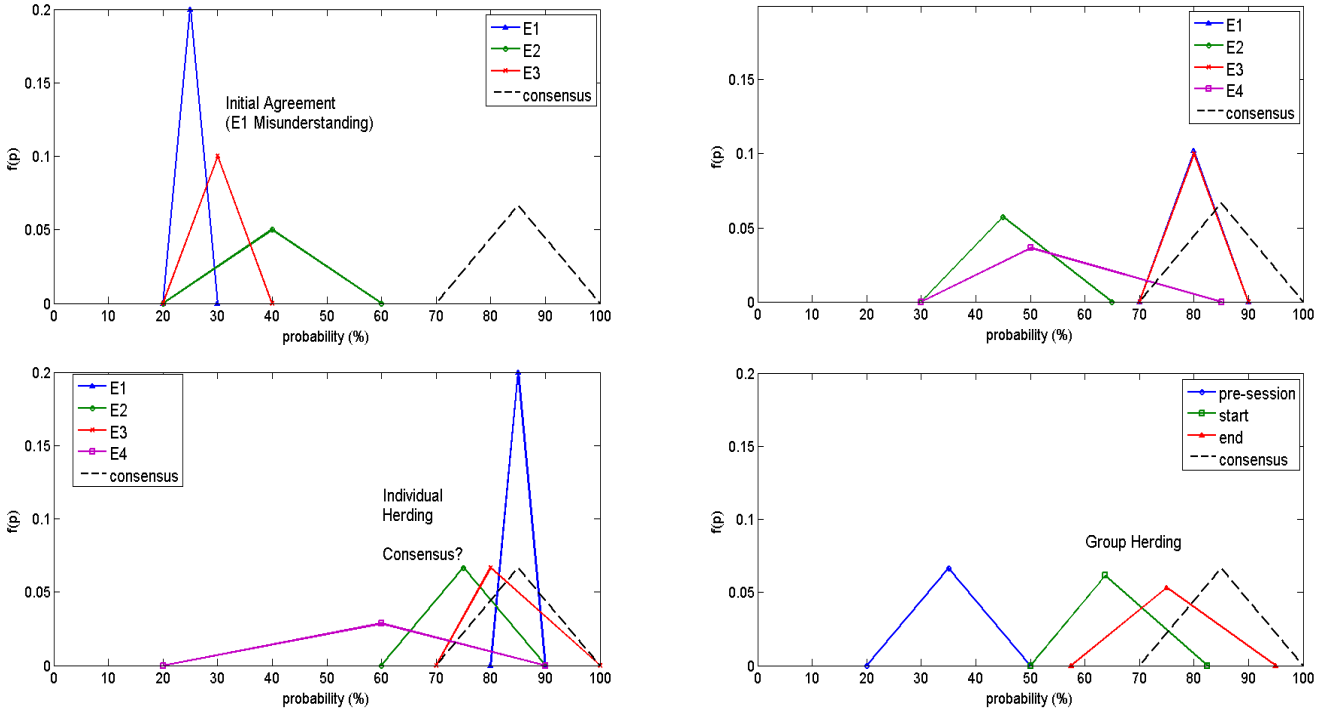 0.2
0.15
0.1
0.05
0
f(p)
E1
E2
E3
consensus
Initial Agreement
(E1 Misunderstanding)
0 10 20 30 40 50 60 70 80 90 100
probability (%)
0.15
0.1
0.05
0
f(p)
E1
E2
E3
E4
consensus
0 10 20 30 40 50 60 70 80 90 100
probability (%)
0.2
0.15
0.1
0.05
0
f(p)
E1
E2
E3
E4
consensus
Individual
Herding
Consensus?
0 10 20 30 40 50 60 70 80 90 100
probability (%)
0.2
0.15
0.1
0.05
0
f(p)
pre-session
start
end
consensus
Group Herding
0 10 20 30 40 50 60 70 80 90 100
probability (%)